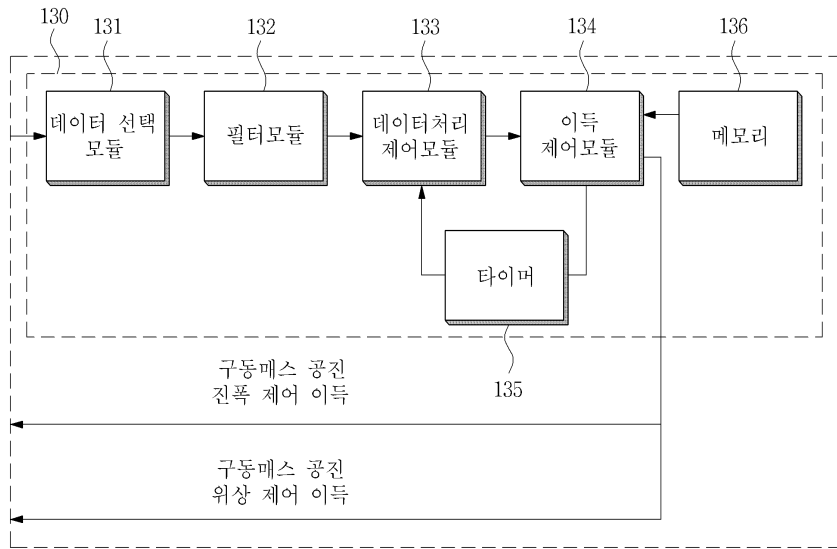 130
131
132
133
134
136
데이터 선택
모듈
필터모듈
데이터처리
제어모듈
이득
제어모듈
메모리
타이머
135
구동매스 공진
진폭 제어 이득
구동매스 공진
위상 제어 이득